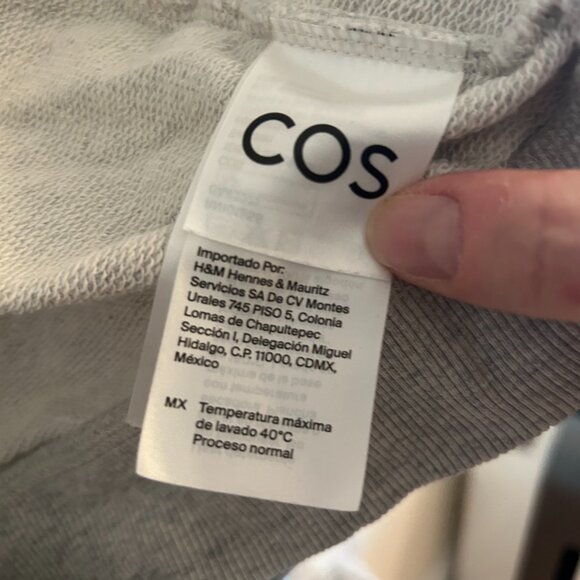 COS
Importado Por:
H&M Hennes & Mauritz
Servicios SA De CV Montes
Urales 745 PISO 5, Colonia
Lomas de Chapultepec
Sección I, Delegación Miguel
Hidalgo, C.P. 11000, CDMX,
México
MX Temperatura máxima
de lavado 40°C
Proceso normal